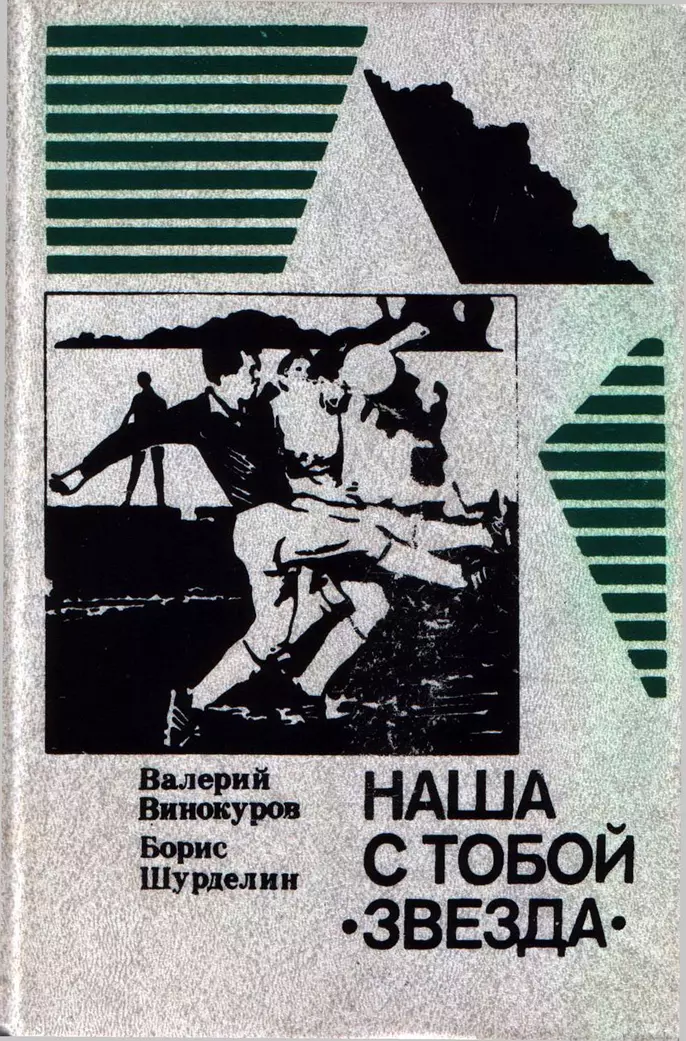 Валерий
Винокуров
Борис
Шурделин
НАША
С ТОБОЙ
·ЗВЕЗДА·